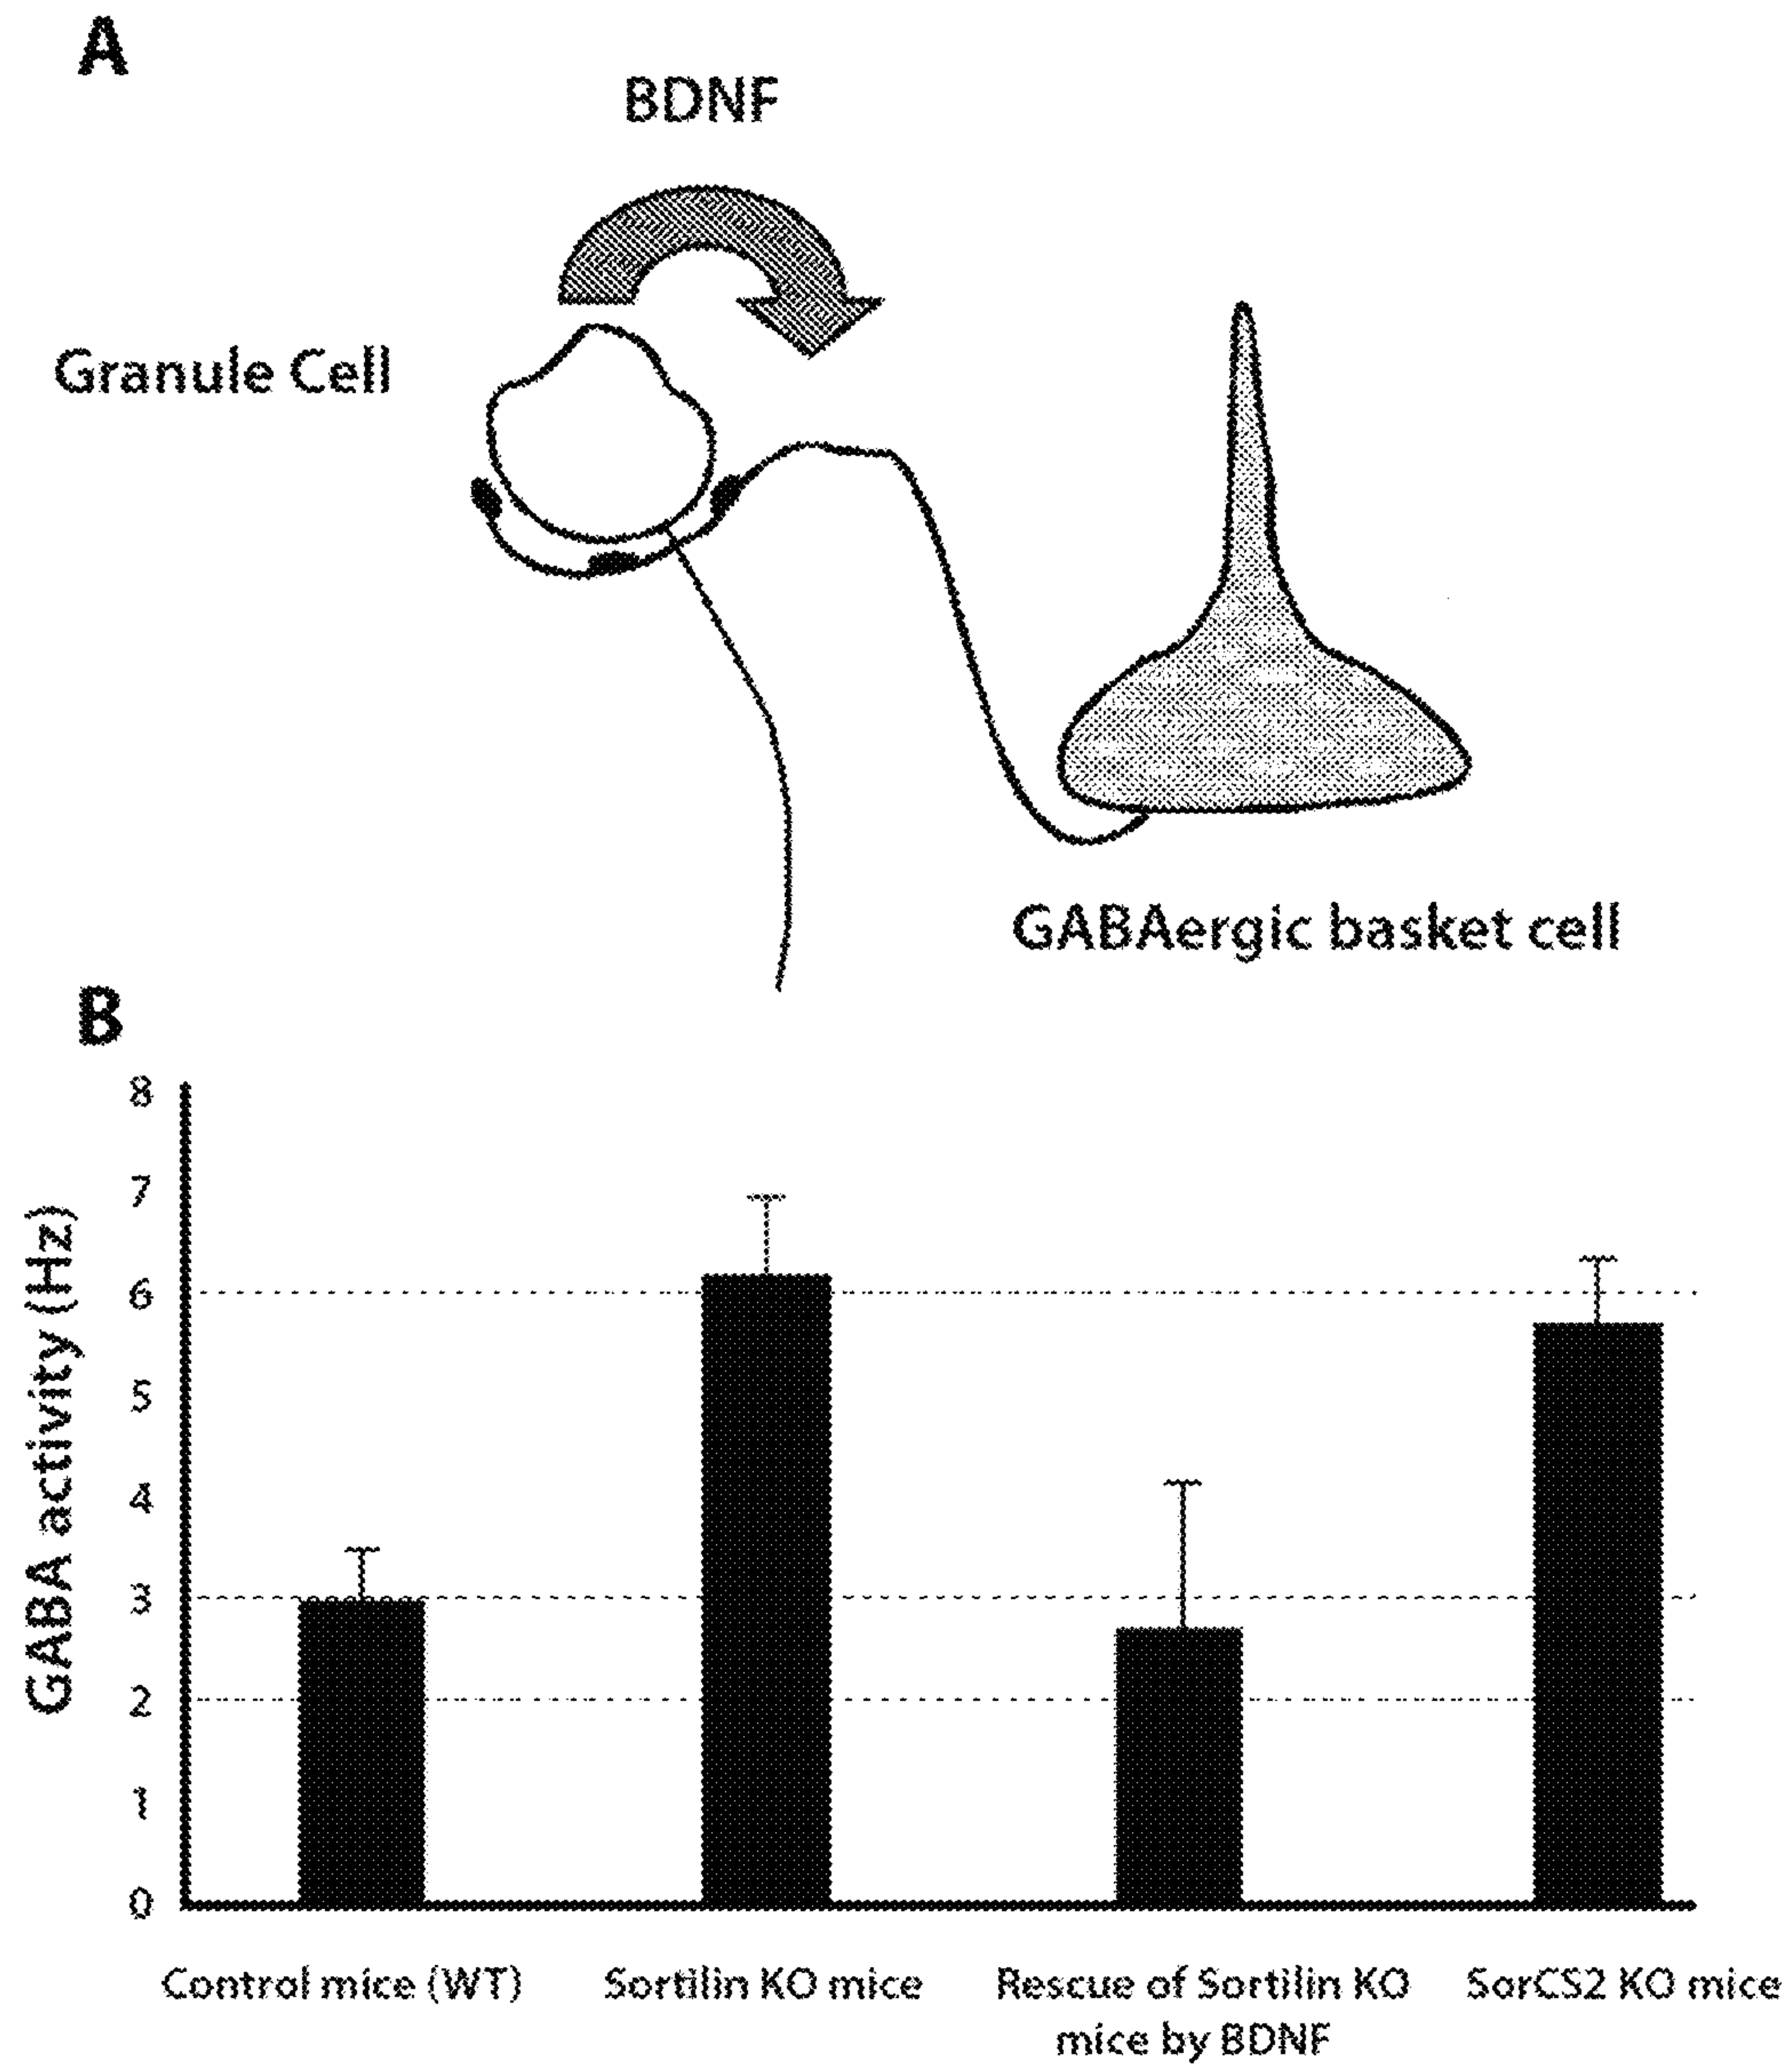 A
BDNF
Granule Cell
GABAergic basket cell
B
8
7
6
5
4
3
2
1
0
GABA activity (Hz)
Control mice (WT)
Sortilin KO mice
Rescue of Sortilin KO
mice by BDNF
SorCS2 KO mice